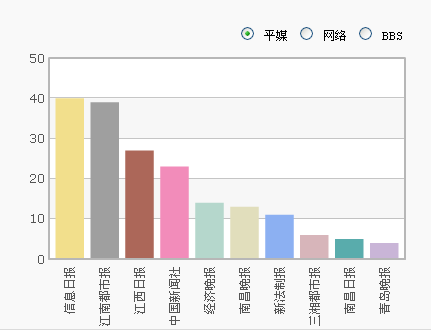 平媒 网络 BBS
50
40
30
20
10
0
信息日报
江南都市报
江西日报
中国新闻社
经济晚报
南昌晚报
新法制报
三湘都市报
南昌日报
青岛晚报